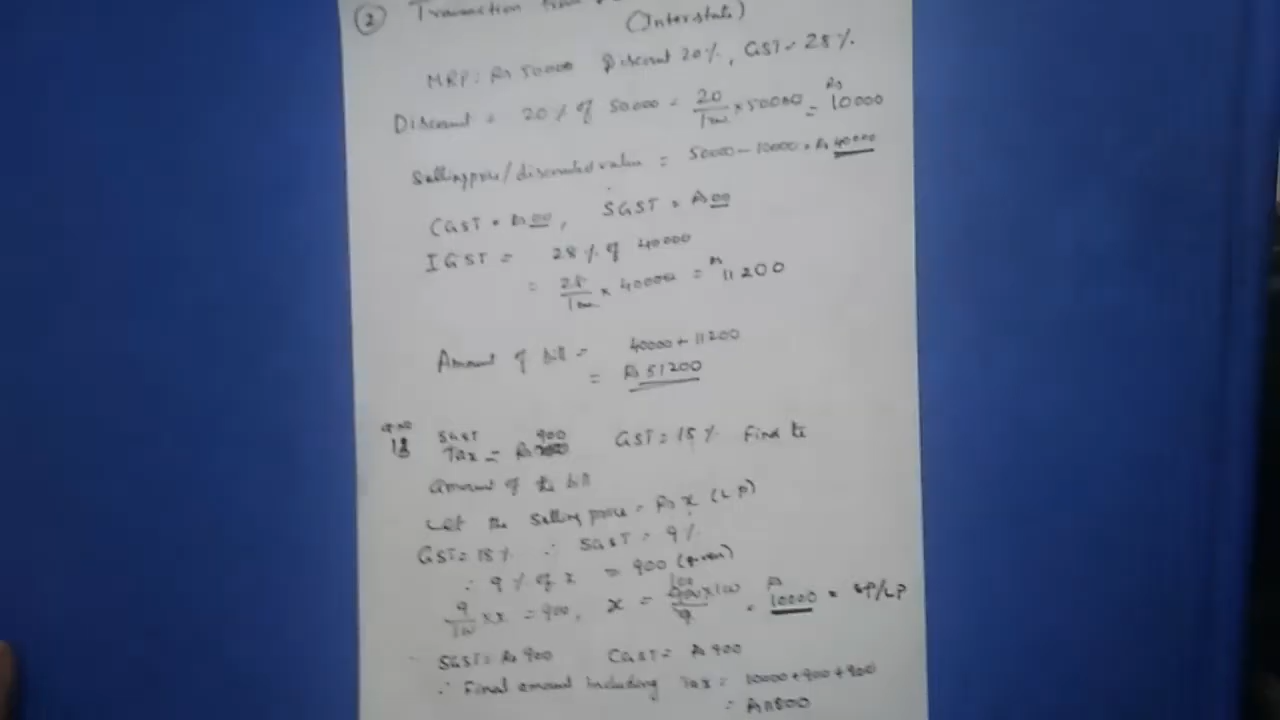 ② Transaction from
(Interstate)
MRP: Rs 50000 Discount 20%, GST = 28%.
Discount = 20% of 50000 = 20/100 × 50000 = Rs 10000
Selling price/discounted value = 50000 - 10000 = Rs 40000
CGST = Rs 00, SGST = Rs 00
IGST = 28% of 40000
= 28/100 × 40000 = Rs 11200
Amount of bill = 40000 + 11200
= Rs 51200
18 SGST Tax = Rs 900 GST = 18% Find the
amount of the bill
Let the selling price = Rs x (LP)
GST = 18% ∴ SGST = 9%
∴ 9% of x = 900 (given)
9/100 × x = 900, x = 900×100/9 = Rs 10000 = SP/LP
SGST = Rs 900 CGST = Rs 900
∴ Final amount including Tax = 10000 + 900 + 900
= Rs 11800